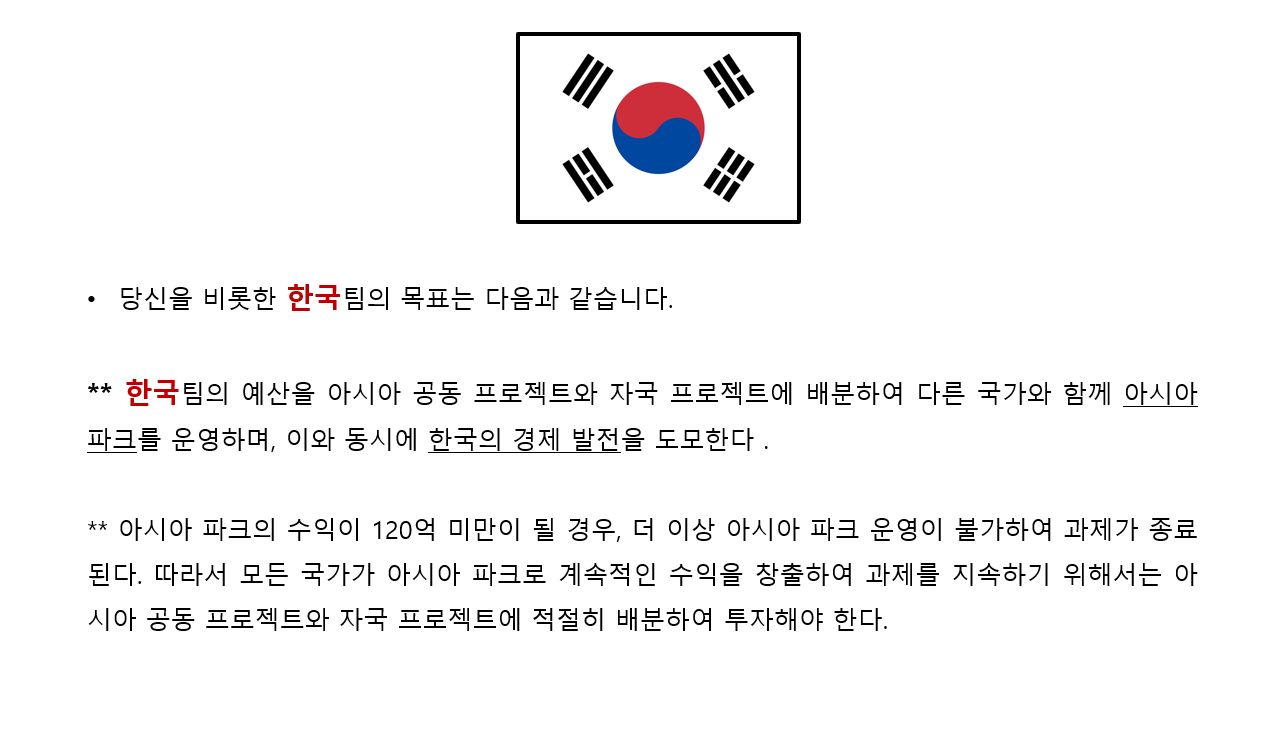 • 당신을 비롯한 한국팀의 목표는 다음과 같습니다.
** 한국팀의 예산을 아시아 공동 프로젝트와 자국 프로젝트에 배분하여 다른 국가와 함께 아시아
파크를 운영하며, 이와 동시에 한국의 경제 발전을 도모한다 .
** 아시아 파크의 수익이 120억 미만이 될 경우, 더 이상 아시아 파크 운영이 불가하여 과제가 종료
된다. 따라서 모든 국가가 아시아 파크로 계속적인 수익을 창출하여 과제를 지속하기 위해서는 아
시아 공동 프로젝트와 자국 프로젝트에 적절히 배분하여 투자해야 한다.